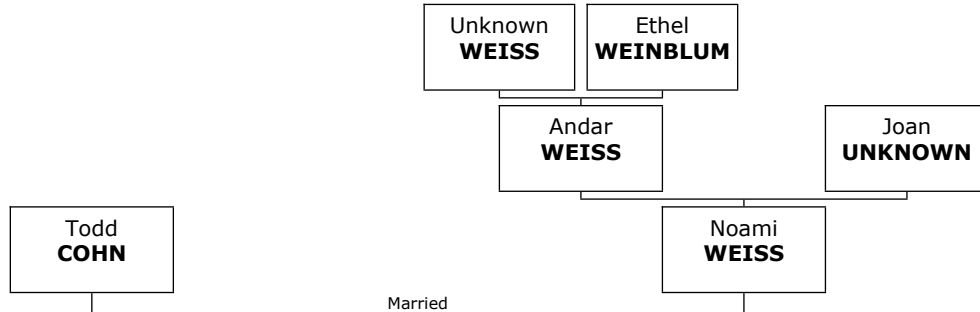 Unknown
WEISS
Ethel
WEINBLUM
Andar
WEISS
Joan
UNKNOWN
Todd
COHN
Noami
WEISS
Married